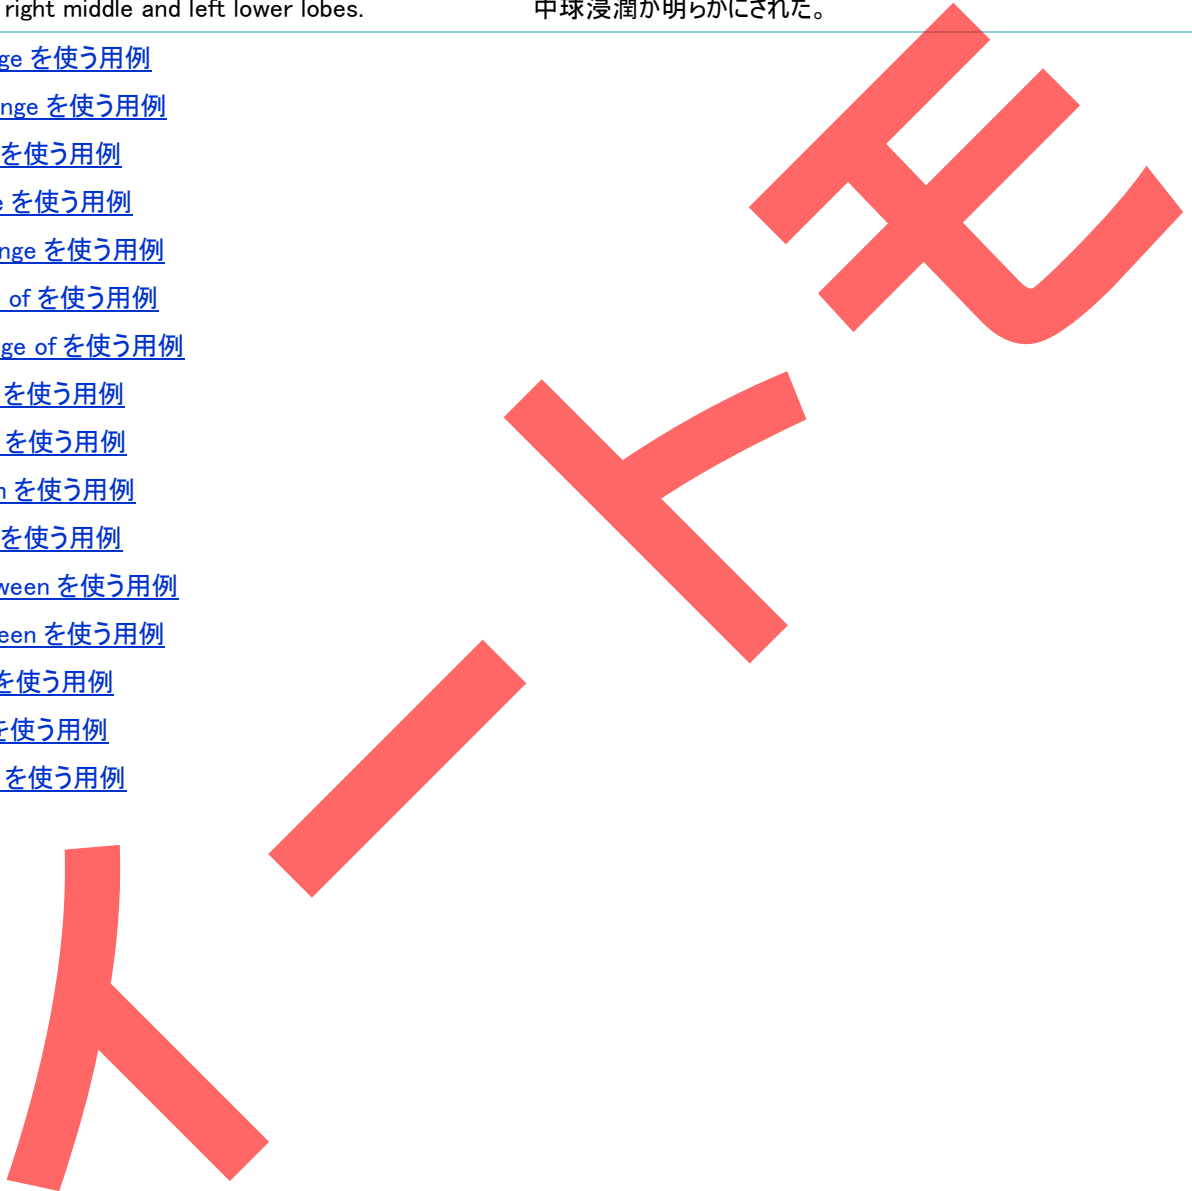 right middle and left lower lobes. 中球浸潤が明らかにされた。
ge を使う用例
nge を使う用例
を使う用例
e を使う用例
nge を使う用例
of を使う用例
ge of を使う用例
を使う用例
を使う用例
n を使う用例
を使う用例
ween を使う用例
een を使う用例
を使う用例
を使う用例
を使う用例
イートモ